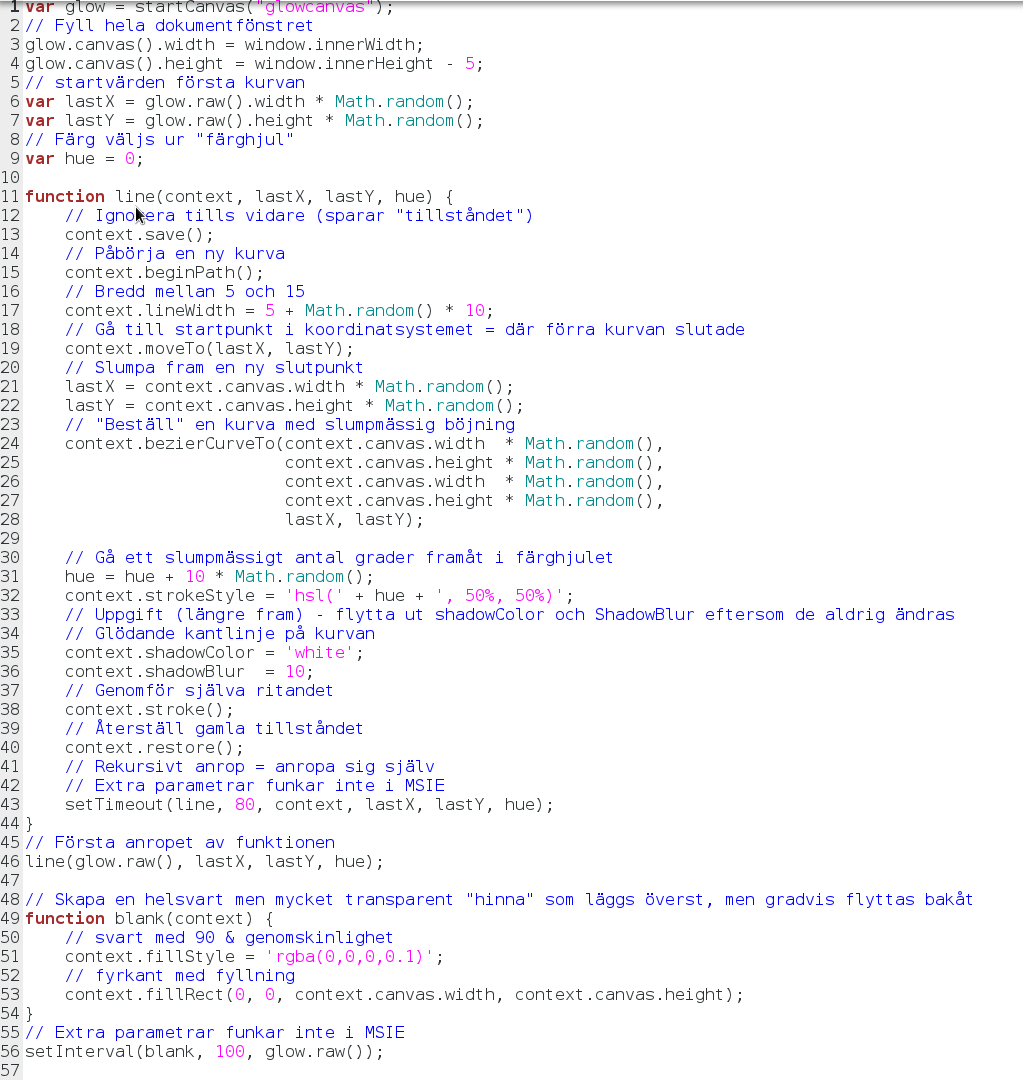 1 var glow = startCanvas("glowcanvas");
2 // Fyll hela dokumentfönstret
3 glow.canvas().width = window.innerWidth;
4 glow.canvas().height = window.innerHeight - 5;
5 // startvärden första kurvan
6 var lastX = glow.raw().width * Math.random();
7 var lastY = glow.raw().height * Math.random();
8 // Färg väljs ur "färghjul"
9 var hue = 0;
10
11 function line(context, lastX, lastY, hue) {
12     // Ignorera tills vidare (sparar "tillståndet")
13     context.save();
14     // Påbörja en ny kurva
15     context.beginPath();
16     // Bredd mellan 5 och 15
17     context.lineWidth = 5 + Math.random() * 10;
18     // Gå till startpunkt i koordinatsystemet = där förra kurvan slutade
19     context.moveTo(lastX, lastY);
20     // Slumpa fram en ny slutpunkt
21     lastX = context.canvas.width * Math.random();
22     lastY = context.canvas.height * Math.random();
23     // "Beställ" en kurva med slumpmässig böjning
24     context.bezierCurveTo(context.canvas.width  * Math.random(),
25                           context.canvas.height * Math.random(),
26                           context.canvas.width  * Math.random(),
27                           context.canvas.height * Math.random(),
28                           lastX, lastY);
29
30     // Gå ett slumpmässigt antal grader framåt i färghjulet
31     hue = hue + 10 * Math.random();
32     context.strokeStyle = 'hsl(' + hue + ', 50%, 50%)';
33     // Uppgift (längre fram) - flytta ut shadowColor och ShadowBlur eftersom de aldrig ändras
34     // Glödande kantlinje på kurvan
35     context.shadowColor = 'white';
36     context.shadowBlur  = 10;
37     // Genomför själva ritandet
38     context.stroke();
39     // Återställ gamla tillståndet
40     context.restore();
41     // Rekursivt anrop = anropa sig själv
42     // Extra parametrar funkar inte i MSIE
43     setTimeout(line, 80, context, lastX, lastY, hue);
44 }
45 // Första anropet av funktionen
46 line(glow.raw(), lastX, lastY, hue);
47
48 // Skapa en helsvart men mycket transparent "hinna" som läggs överst, men gradvis flyttas bakåt
49 function blank(context) {
50     // svart med 90 & genomskinlighet
51     context.fillStyle = 'rgba(0,0,0,0.1)';
52     // fyrkant med fyllning
53     context.fillRect(0, 0, context.canvas.width, context.canvas.height);
54 }
55 // Extra parametrar funkar inte i MSIE
56 setInterval(blank, 100, glow.raw());
57